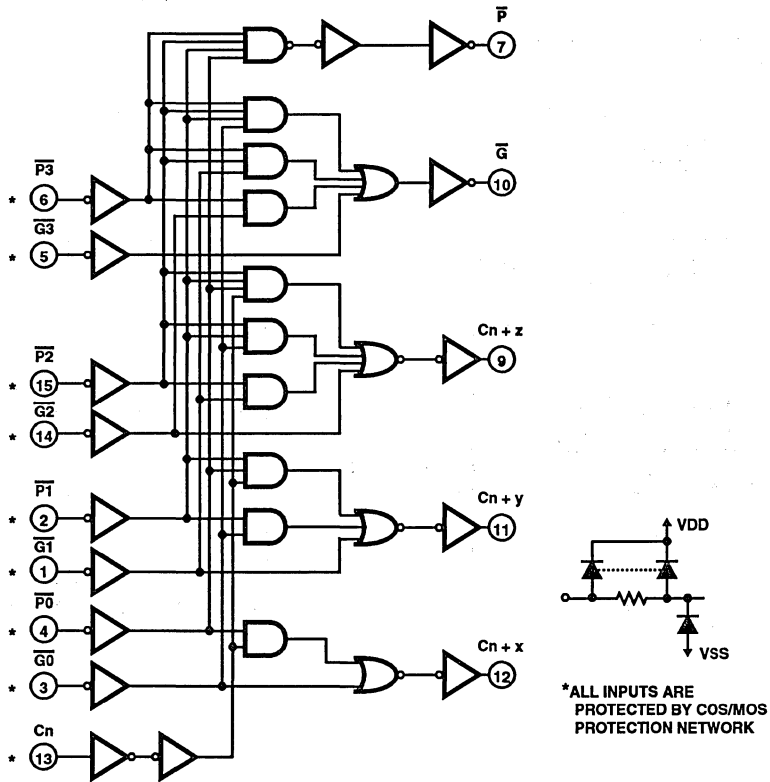 P
7
P3
* 6
G
10
G3
* 5
Cn + z
9
P2
* 15
G2
* 14
P1
* 2
Cn + y
11
G1
* 1
VDD
P0
* 4
VSS
G0
* 3
Cn + x
12
*ALL INPUTS ARE
PROTECTED BY COS/MOS
PROTECTION NETWORK
Cn
* 13